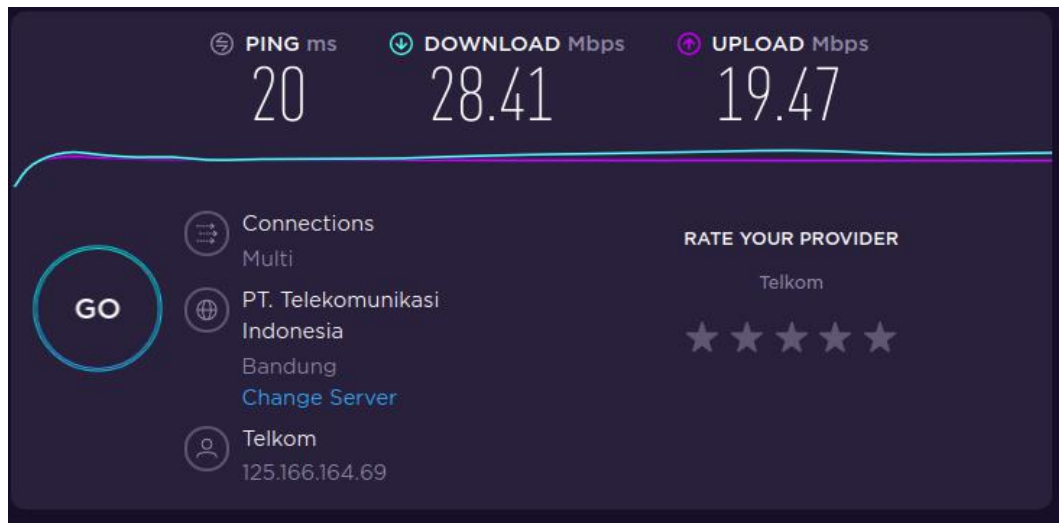 PING ms
20
DOWNLOAD Mbps
28.41
UPLOAD Mbps
19.47
GO
Connections
Multi
PT. Telekomunikasi
Indonesia
Bandung
Change Server
Telkom
125.166.164.69
RATE YOUR PROVIDER
Telkom